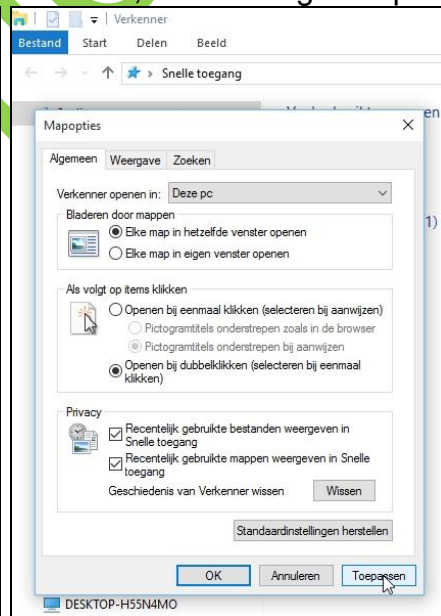 Verkenner
Bestand Start Delen Beeld
Snelle toegang
Mapopties
Algemeen Weergave Zoeken
Verkenner openen in: Deze pc
Bladeren door mappen
Elke map in hetzelfde venster openen
Elke map in eigen venster openen
Als volgt op items klikken
Openen bij eenmaal klikken (selecteren bij aanwijzen)
Pictogramtitels onderstrepen zoals in de browser
Pictogramtitels onderstrepen bij aanwijzen
Openen bij dubbelklikken (selecteren bij eenmaal
klikken)
Privacy
Recentelijk gebruikte bestanden weergeven in
Snelle toegang
Recentelijk gebruikte mappen weergeven in Snelle
toegang
Geschiedenis van Verkenner wissen Wissen
Standaardinstellingen herstellen
OK Annuleren Toepassen
DESKTOP-H55N4MO